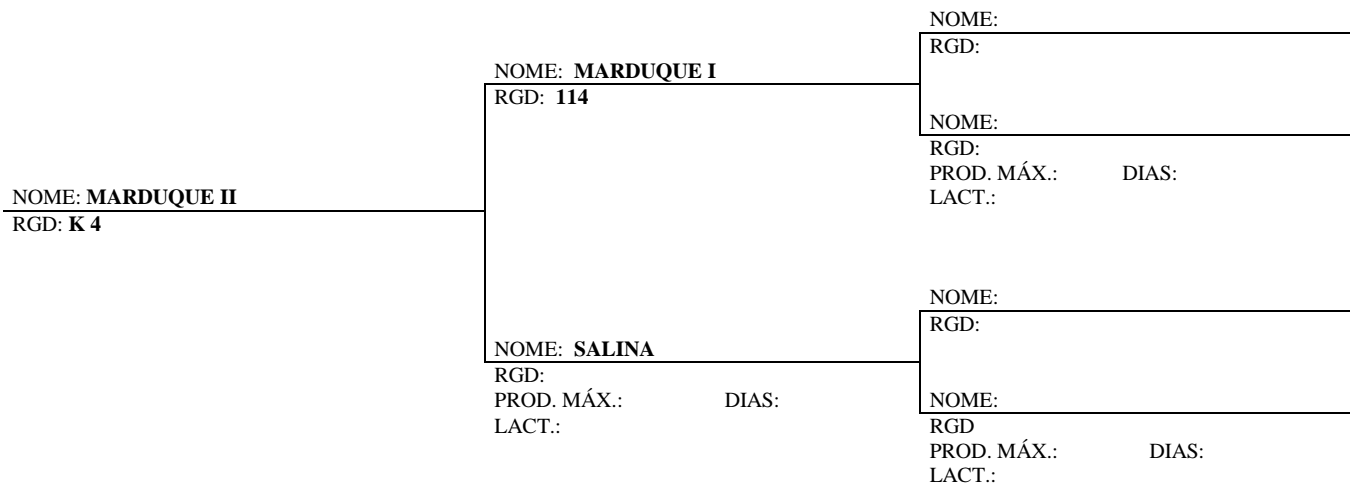 NOME: MARDUQUE II
RGD: K 4
NOME: MARDUQUE I
RGD: 114
NOME: SALINA
RGD:
PROD. MÁX.: DIAS:
LACT.:
NOME:
RGD:
NOME:
RGD:
PROD. MÁX.: DIAS:
LACT.:
NOME:
RGD:
NOME:
RGD
PROD. MÁX.: DIAS:
LACT.: